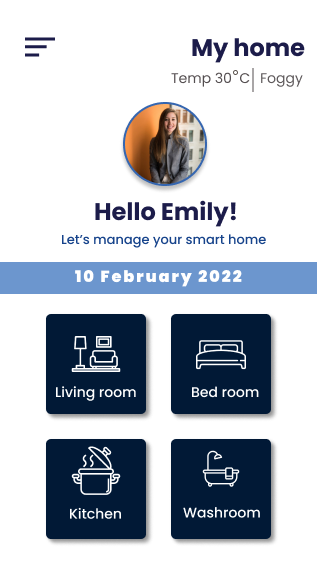 My home
Temp 30°C Foggy
Hello Emily!
Let's manage your smart home
10 February 2022
Living room
Bed room
Kitchen
Washroom